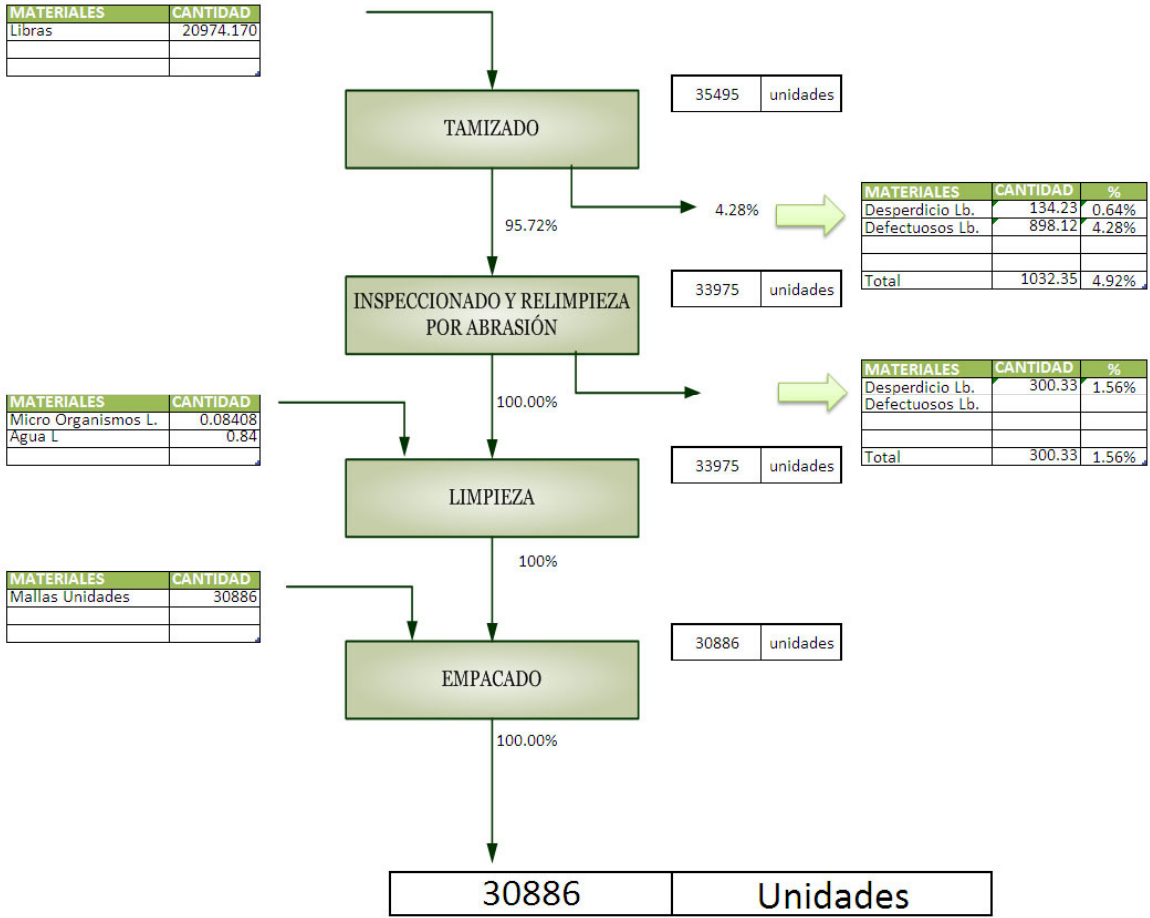 MATERIALES CANTIDAD
Libras 20974.170
35495 unidades
TAMIZADO
4.28%
95.72%
MATERIALES CANTIDAD %
Desperdicio Lb. 134.23 0.64%
Defectuosos Lb. 898.12 4.28%
Total 1032.35 4.92%
33975 unidades
INSPECCIONADO Y RELIMPIEZA
POR ABRASIÓN
MATERIALES CANTIDAD %
Desperdicio Lb. 300.33 1.56%
Defectuosos Lb.
Total 300.33 1.56%
100.00%
MATERIALES CANTIDAD
Micro Organismos L. 0.08408
Agua L 0.84
33975 unidades
LIMPIEZA
100%
MATERIALES CANTIDAD
Mallas Unidades 30886
30886 unidades
EMPACADO
100.00%
30886 Unidades